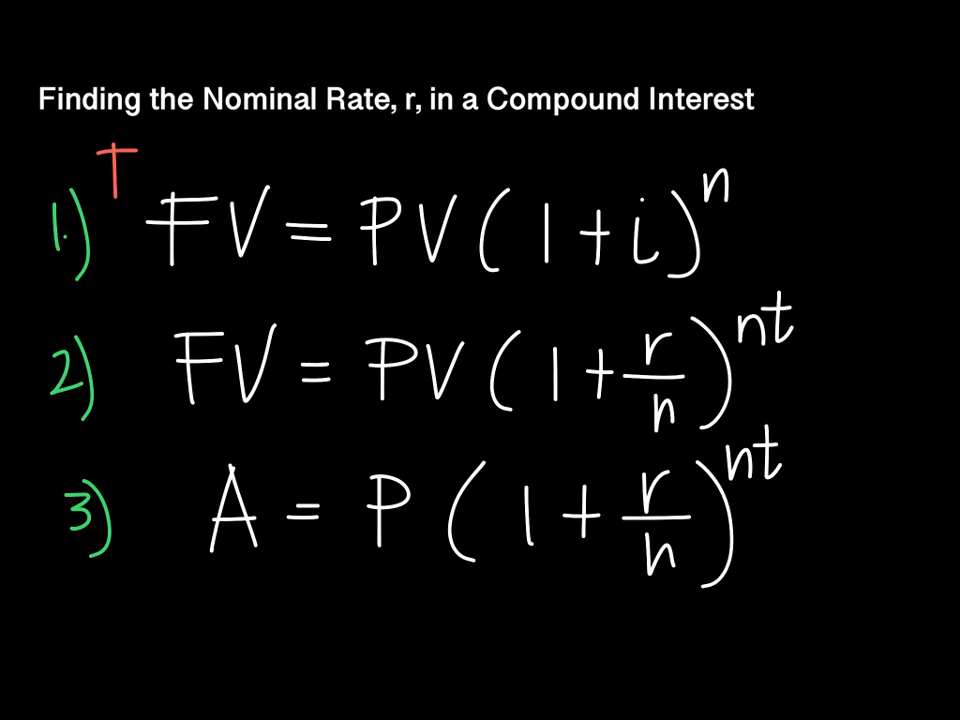 Finding the Nominal Rate, r, in a Compound Interest
T
1.) FV = PV(1+i)^n
2) FV = PV(1+r/n)^nt
3) A = P(1+r/n)^nt